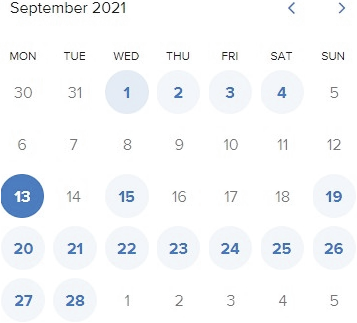 September 2021
MON TUE WED THU FRI SAT SUN
30 31 1 2 3 4 5
6 7 8 9 10 11 12
13 14 15 16 17 18 19
20 21 22 23 24 25 26
27 28 1 2 3 4 5